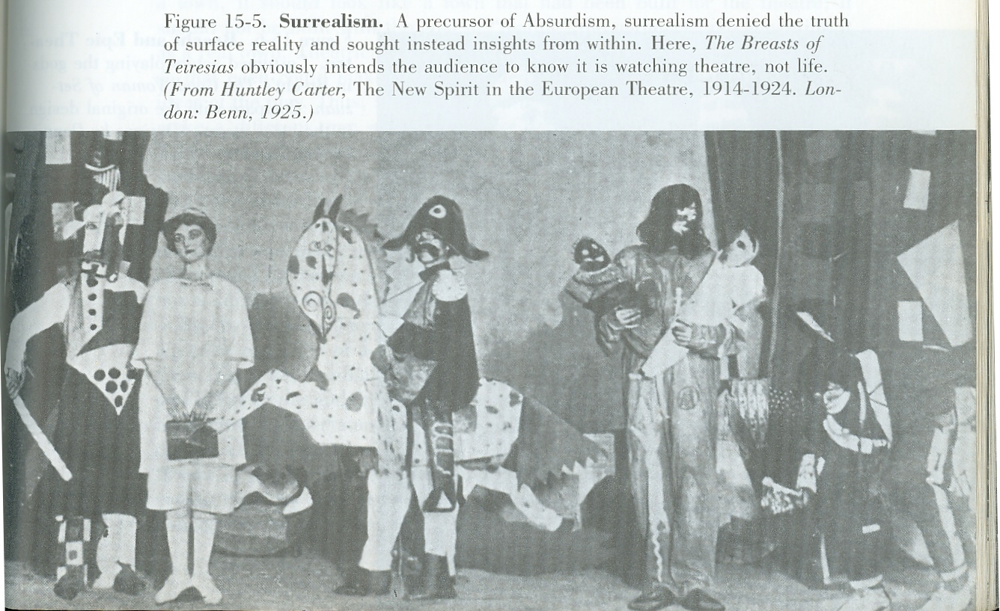 Figure 15-5. Surrealism. A precursor of Absurdism, surrealism denied the truth
of surface reality and sought instead insights from within. Here, The Breasts of
Teiresias obviously intends the audience to know it is watching theatre, not life.
(From Huntley Carter, The New Spirit in the European Theatre, 1914-1924. Lon-
don: Benn, 1925.)